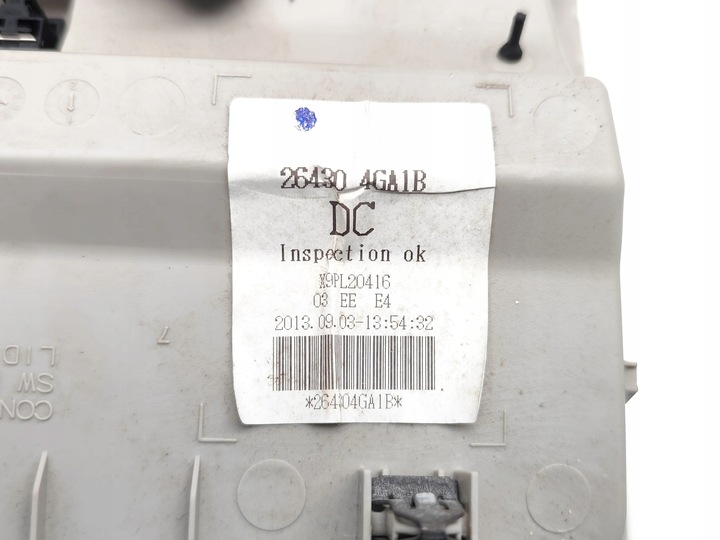 26430 4GA1B
DC
Inspection ok
X9PL20416
03 EE E4
2013.09.03-13:54:32
*264304GA1B*
7
CON
SW
LID